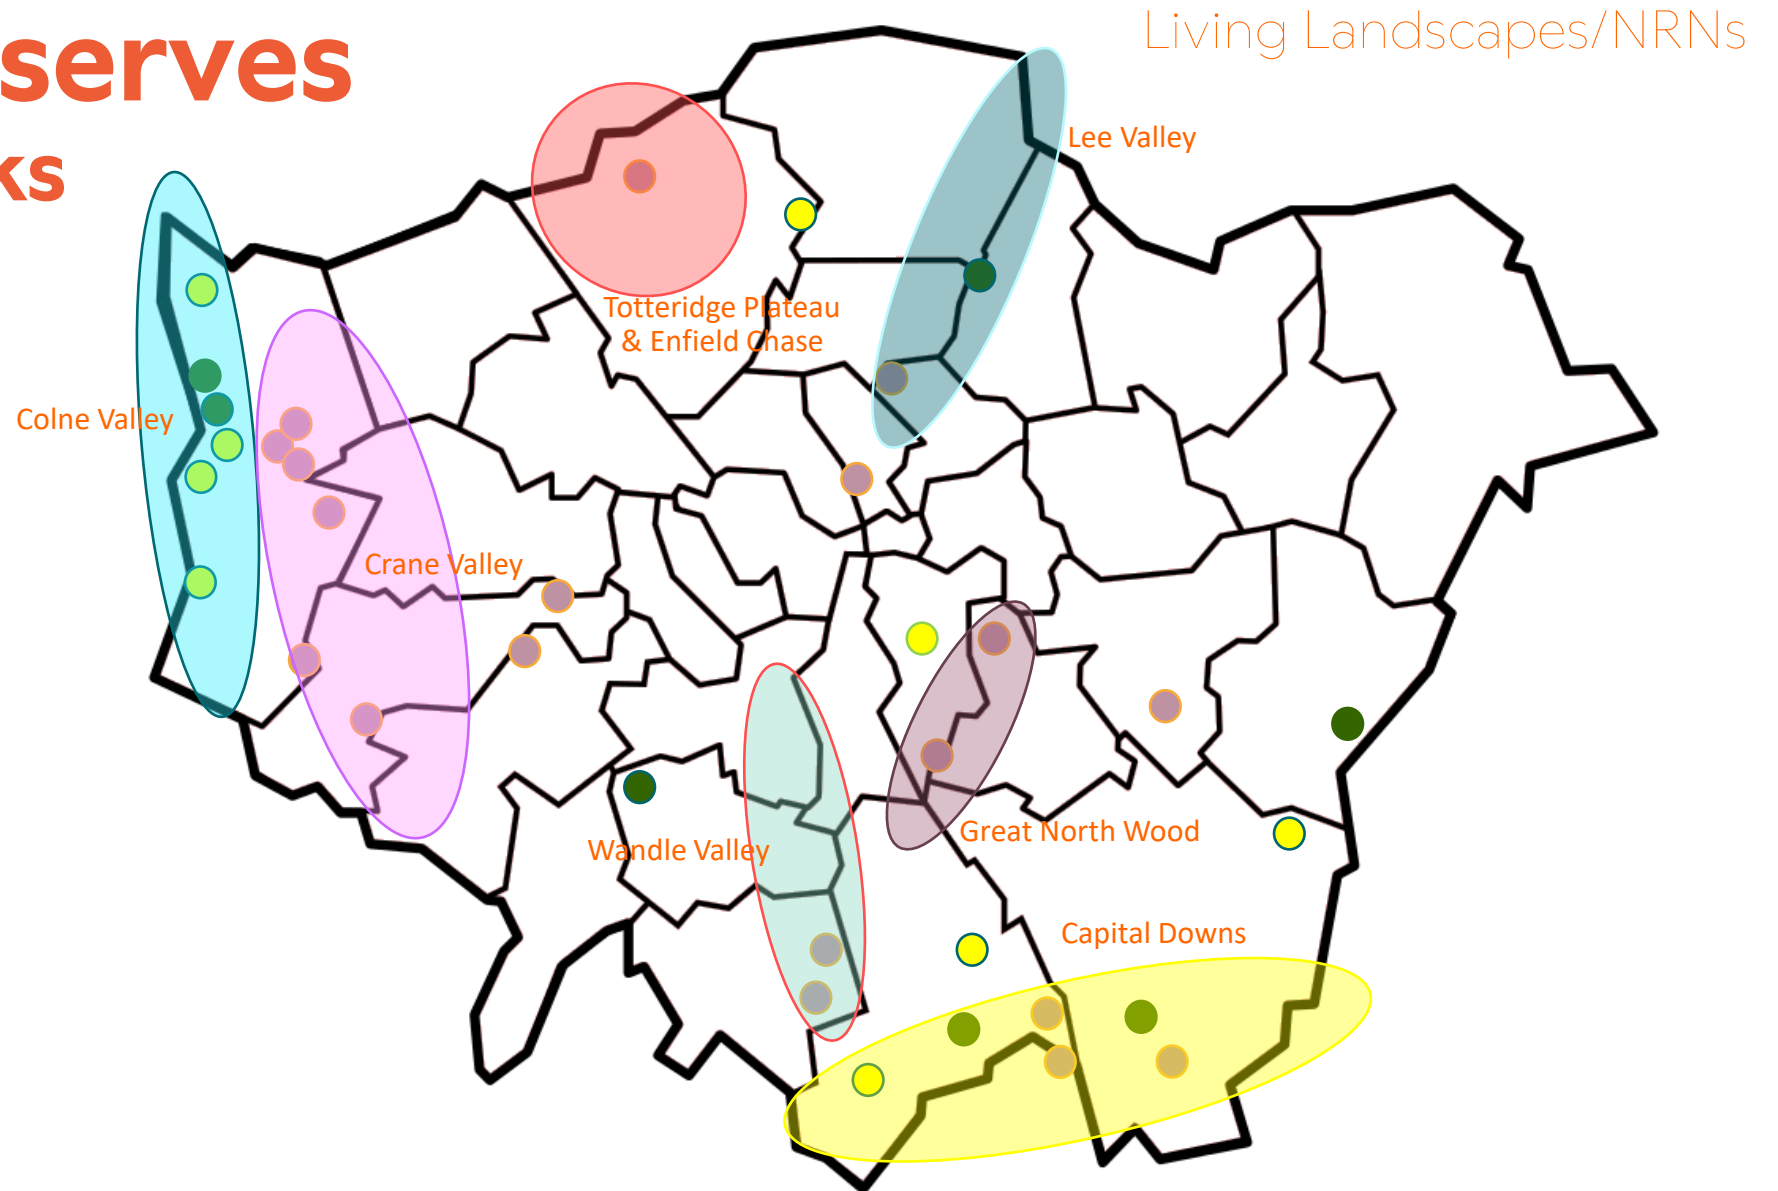 serves
ks
Living Landscapes/NRNs
Lee Valley
Totteridge Plateau
& Enfield Chase
Colne Valley
Crane Valley
Great North Wood
Wandle Valley
Capital Downs